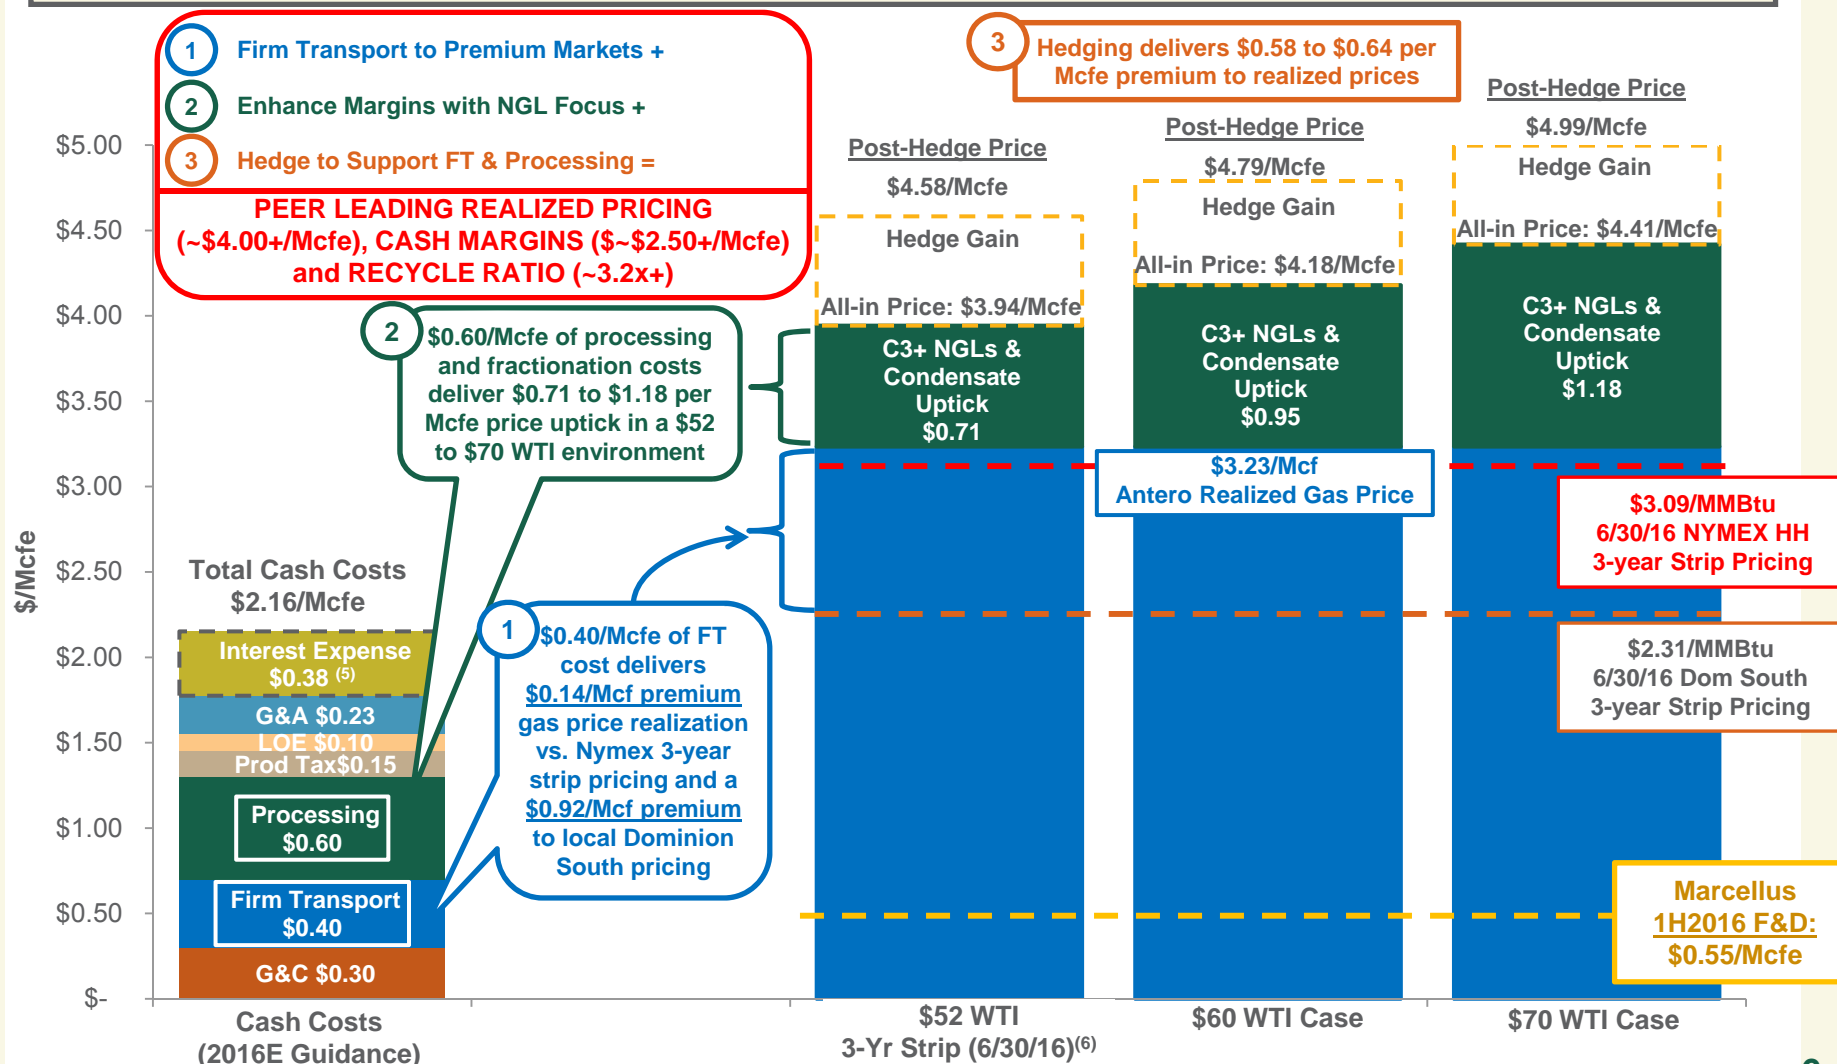 1 Firm Transport to Premium Markets +
2 Enhance Margins with NGL Focus +
3 Hedge to Support FT & Processing =
PEER LEADING REALIZED PRICING
(~$4.00+/Mcfe), CASH MARGINS ($~$2.50+/Mcfe)
and RECYCLE RATIO (~3.2x+)
3 Hedging delivers $0.58 to $0.64 per
Mcfe premium to realized prices
$/Mcfe
$5.00
$4.50
$4.00
$3.50
$3.00
$2.50
$2.00
$1.50
$1.00
$0.50
$-
Total Cash Costs
$2.16/Mcfe
Interest Expense
$0.38 (5)
G&A $0.23
LOE $0.10
Prod Tax$0.15
Processing
$0.60
Firm Transport
$0.40
G&C $0.30
Cash Costs
(2016E Guidance)
2 $0.60/Mcfe of processing
and fractionation costs
deliver $0.71 to $1.18 per
Mcfe price uptick in a $52
to $70 WTI environment
1 $0.40/Mcfe of FT
cost delivers
$0.14/Mcf premium
gas price realization
vs. Nymex 3-year
strip pricing and a
$0.92/Mcf premium
to local Dominion
South pricing
Post-Hedge Price
$4.58/Mcfe
Hedge Gain
All-in Price: $3.94/Mcfe
C3+ NGLs &
Condensate
Uptick
$0.71
$52 WTI
3-Yr Strip (6/30/16)(6)
Post-Hedge Price
$4.79/Mcfe
Hedge Gain
All-in Price: $4.18/Mcfe
C3+ NGLs &
Condensate
Uptick
$0.95
$3.23/Mcf
Antero Realized Gas Price
$60 WTI Case
Post-Hedge Price
$4.99/Mcfe
Hedge Gain
All-in Price: $4.41/Mcfe
C3+ NGLs &
Condensate
Uptick
$1.18
$70 WTI Case
$3.09/MMBtu
6/30/16 NYMEX HH
3-year Strip Pricing
$2.31/MMBtu
6/30/16 Dom South
3-year Strip Pricing
Marcellus
1H2016 F&D:
$0.55/Mcfe